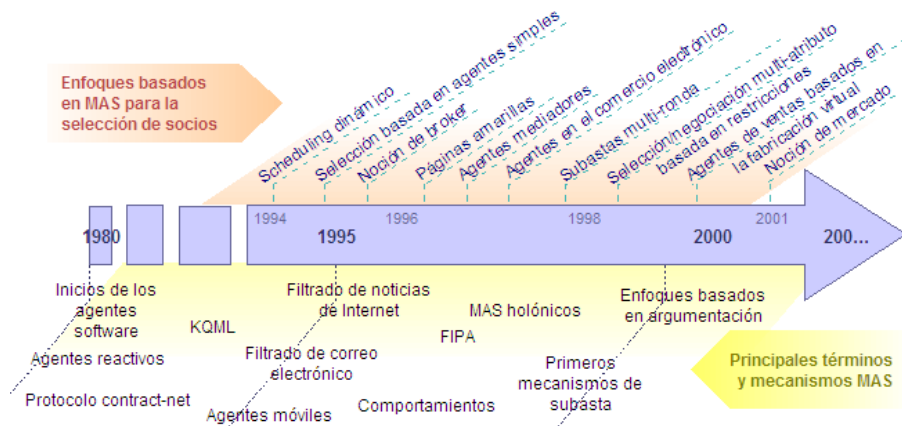 Enfoques basados
en MAS para la
selección de socios
Scheduling dinámico
Selección basada en agentes simples
Noción de broker
Páginas amarillas
Agentes mediadores
Agentes en el comercio electrónico
Subastas multi-ronda
Selección/negociación multi-atributo
basada en restricciones
Agentes de ventas basados en
la fabricación virtual
Noción de mercado
1994
1996
1998
2001
1980
1995
2000
200...
Inicios de los
agentes
software
Agentes reactivos
Protocolo contract-net
KQML
Filtrado de noticias
de Internet
Filtrado de correo
electrónico
Agentes móviles
MAS holónicos
FIPA
Comportamientos
Enfoques basados
en argumentación
Primeros
mecanismos de
subasta
Principales términos
y mecanismos MAS